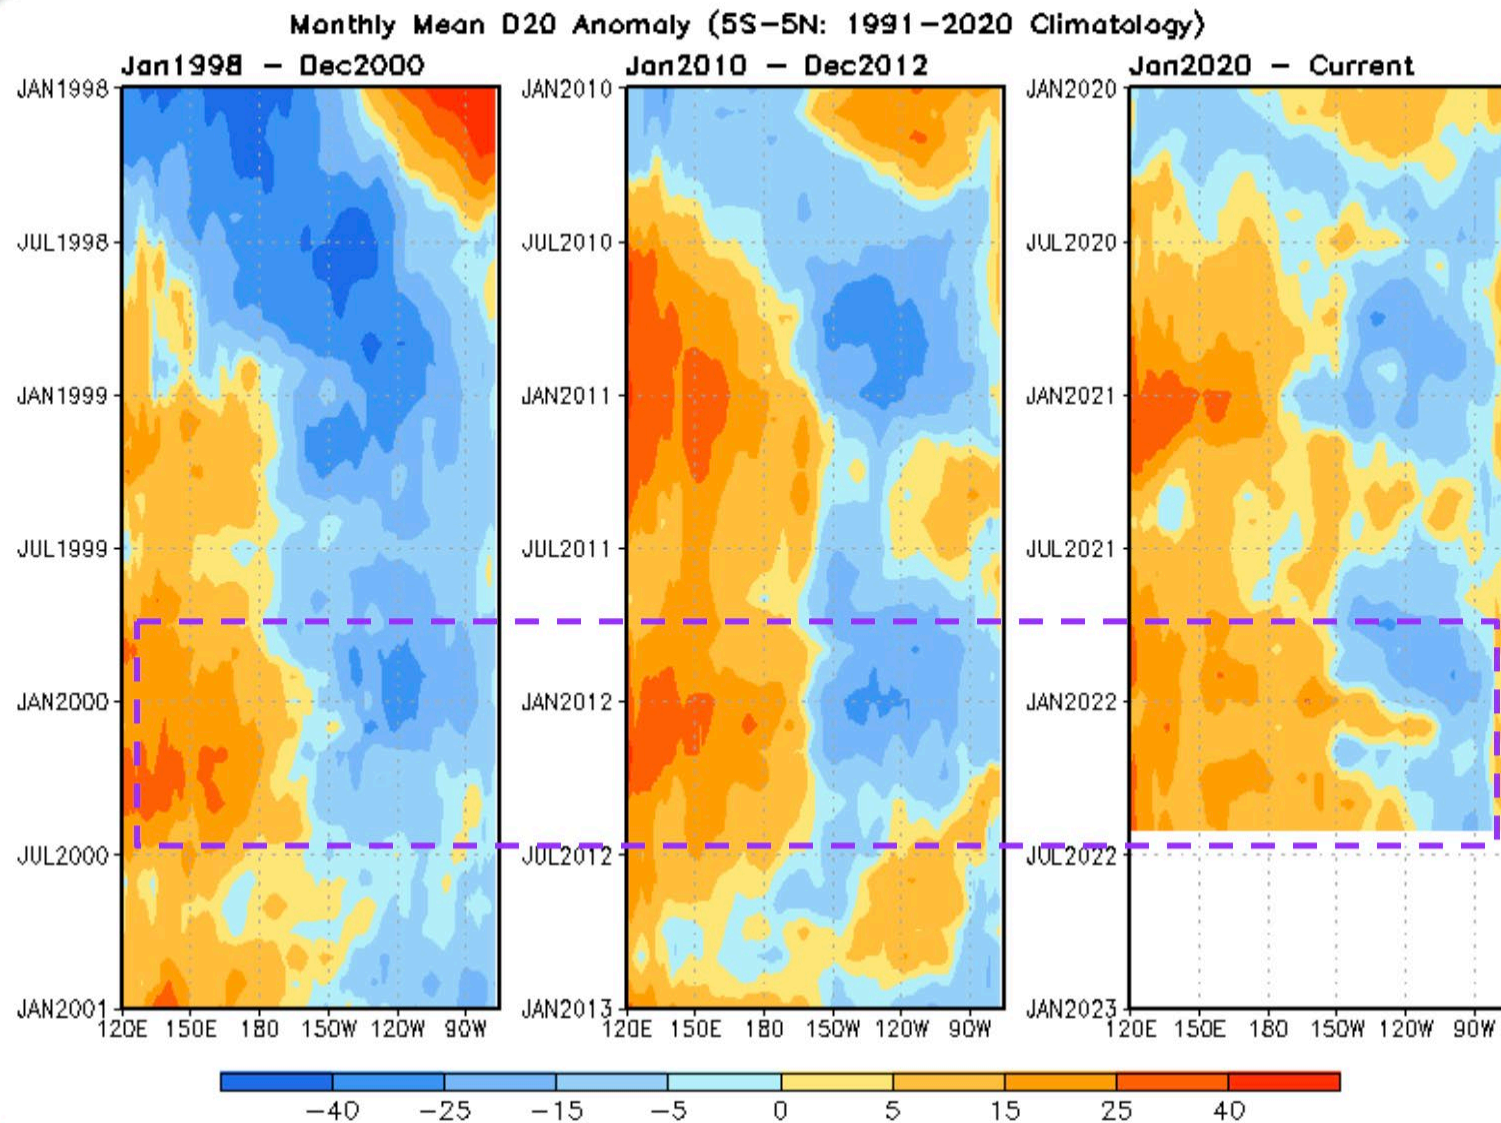 Monthly Mean D20 Anomaly (5S-5N: 1991-2020 Climatology)
Jan1998 - Dec2000
Jan2010 - Dec2012
Jan2020 - Current
JAN1998
JUL1998
JAN1999
JUL1999
JAN2000
JUL2000
JAN2001
120E 150E 180 150W 120W 90W
JAN2010
JUL2010
JAN2011
JUL2011
JAN2012
JUL2012
JAN2013
120E 150E 180 150W 120W 90W
JAN2020
JUL2020
JAN2021
JUL2021
JAN2022
JUL2022
JAN2023
120E 150E 180 150W 120W 90W
-40 -25 -15 -5 0 5 15 25 40